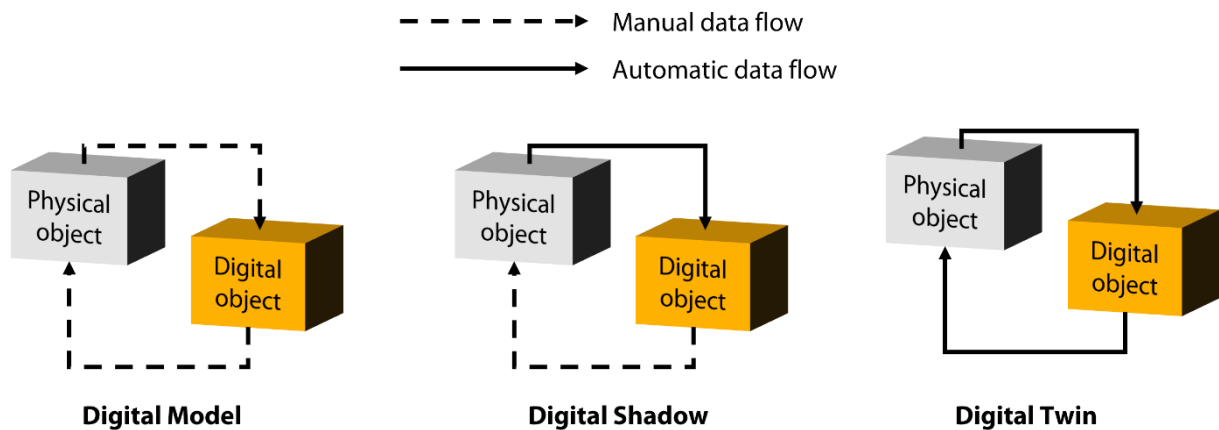 Manual data flow
Automatic data flow
Physical
object
Digital
object
Digital Model
Physical
object
Digital
object
Digital Shadow
Physical
object
Digital
object
Digital Twin